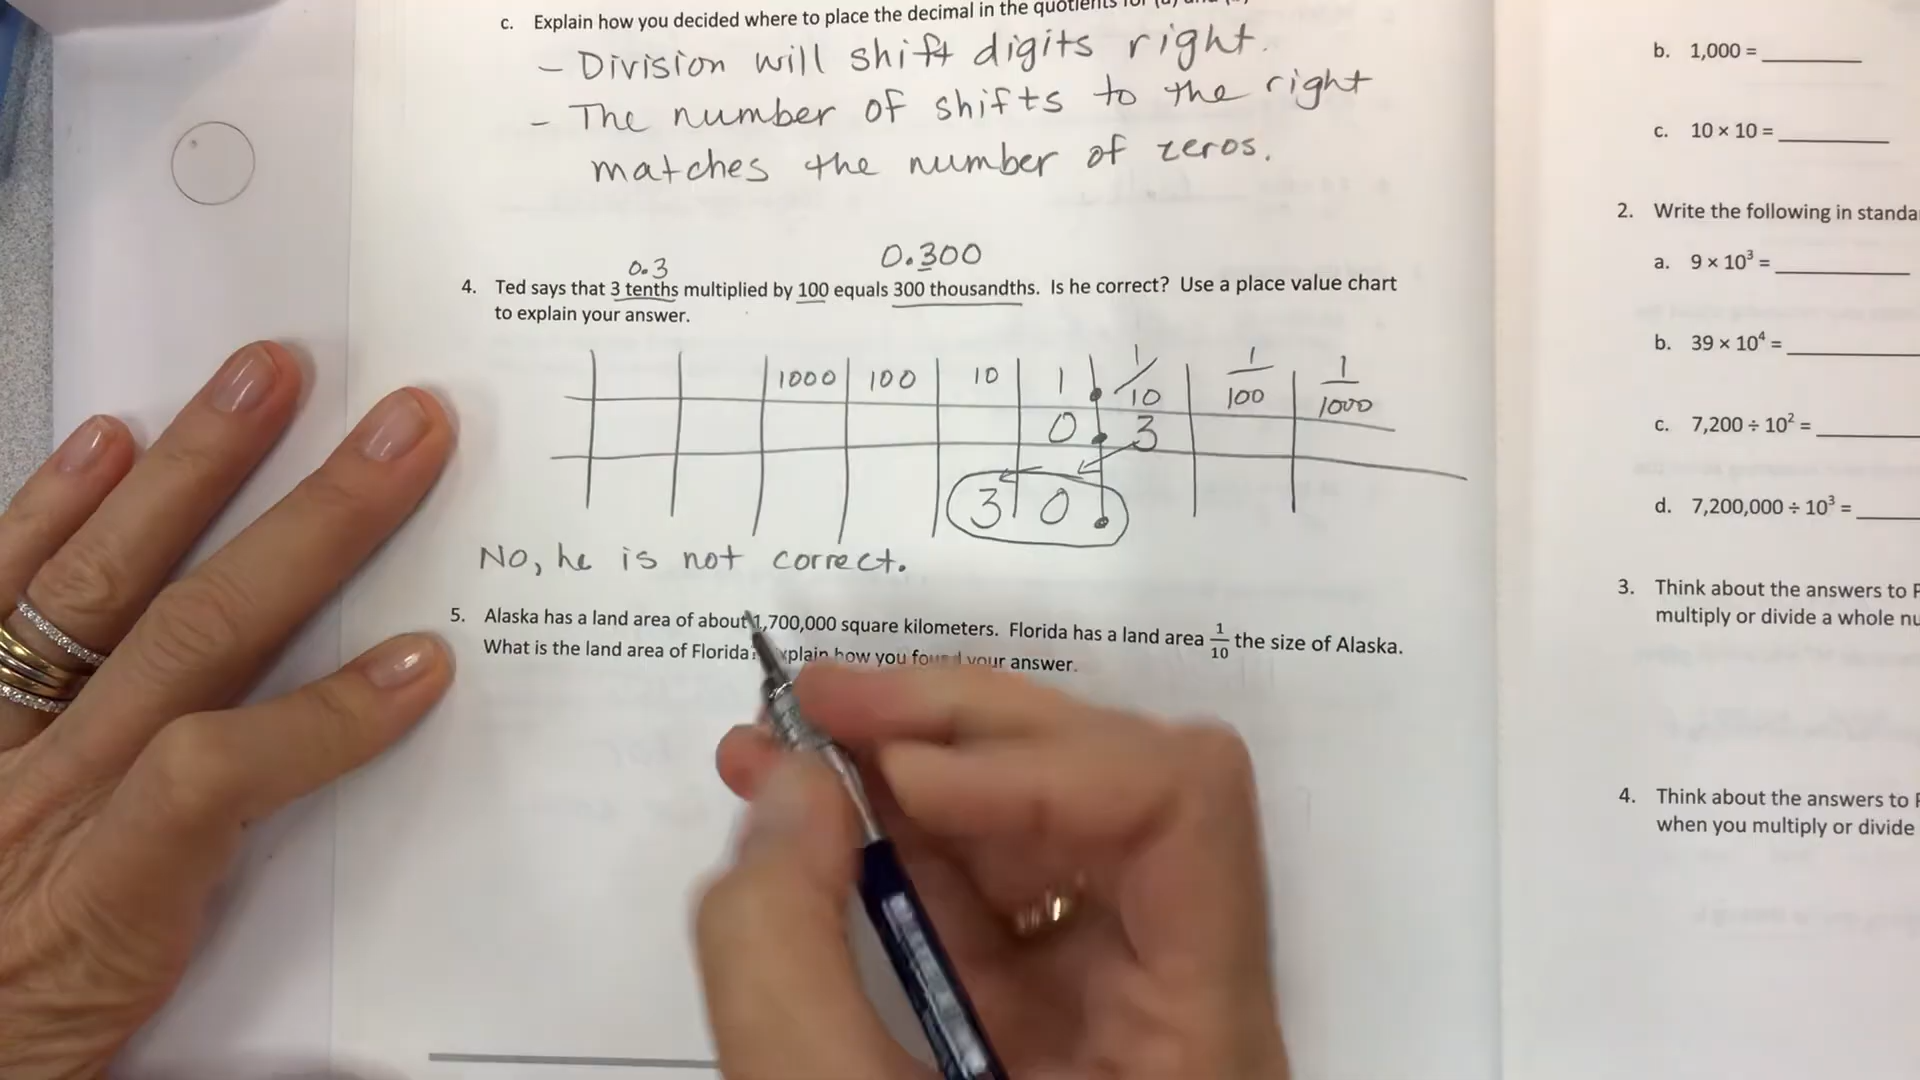 c. Explain how you decided where to place the decimal in the quotients for
- Division will shift digits right.
- The number of shifts to the right
matches the number of zeros.
0.3
0.300
4. Ted says that 3 tenths multiplied by 100 equals 300 thousandths. Is he correct? Use a place value chart
to explain your answer.
1000 100 10 1 . 1/10 1/100 1/1000
0 . 3
3 0 .
No, he is not correct.
5. Alaska has a land area of about 1,700,000 square kilometers. Florida has a land area 1/10 the size of Alaska.
What is the land area of Florida? Explain how you found your answer.
b. 1,000 =
c. 10 × 10 =
2. Write the following in
a. 9 × 10³ =
b. 39 × 10⁴ =
c. 7,200 ÷ 10² =
d. 7,200,000 ÷ 10³ =
3. Think about the answers to
multiply or divide a whole
4. Think about the answers to
when you multiply or divide